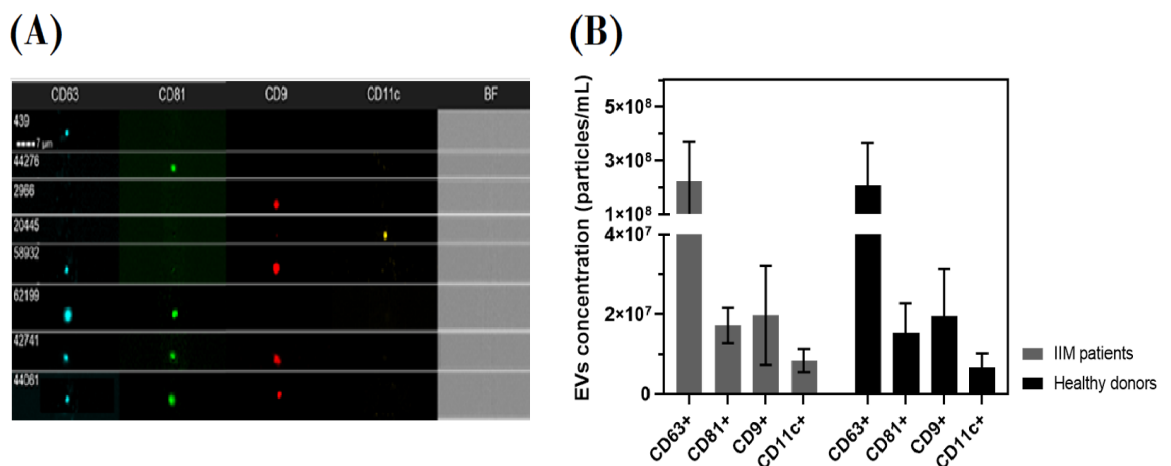 (A)
CD63 CD81 CD9 CD11c BF
439
7 µm
44276
2966
20445
58932
62199
42741
44061
(B)
EVs concentration (particles/mL)
5×10⁸
3×10⁸
1×10⁸
4×10⁷
2×10⁷
0
CD63+ CD81+ CD9+ CD11c+ CD63+ CD81+ CD9+ CD11c+
IIM patients
Healthy donors